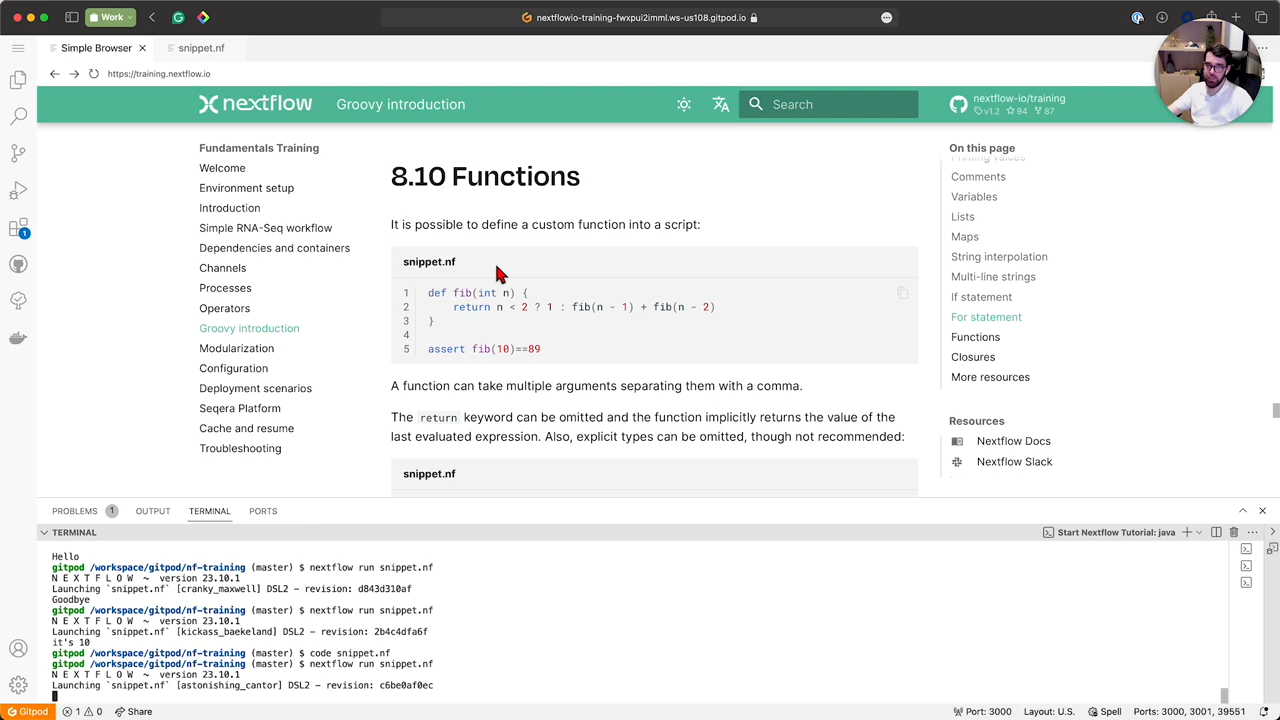 Work
nextflowio-training-fwxpui2imml.ws-us108.gitpod.io
Simple Browser
snippet.nf
https://training.nextflow.io
nextflow
Groovy introduction
Search
nextflow-io/training
v1.2 94 87
Fundamentals Training
Welcome
Environment setup
Introduction
Simple RNA-Seq workflow
Dependencies and containers
Channels
Processes
Operators
Groovy introduction
Modularization
Configuration
Deployment scenarios
Seqera Platform
Cache and resume
Troubleshooting
8.10 Functions
It is possible to define a custom function into a script:
snippet.nf
1 def fib(int n) {
2 return n < 2 ? 1 : fib(n - 1) + fib(n - 2)
3 }
4
5 assert fib(10)==89
A function can take multiple arguments separating them with a comma.
The return keyword can be omitted and the function implicitly returns the value of the
last evaluated expression. Also, explicit types can be omitted, though not recommended:
snippet.nf
On this page
Printing values
Comments
Variables
Lists
Maps
String interpolation
Multi-line strings
If statement
For statement
Functions
Closures
More resources
Resources
Nextflow Docs
Nextflow Slack
1
PROBLEMS 1 OUTPUT TERMINAL PORTS
TERMINAL
Start Nextflow Tutorial: java
Hello
gitpod /workspace/gitpod/nf-training (master) $ nextflow run snippet.nf
N E X T F L O W ~ version 23.10.1
Launching `snippet.nf` [cranky_maxwell] DSL2 - revision: d843d310af
Goodbye
gitpod /workspace/gitpod/nf-training (master) $ nextflow run snippet.nf
N E X T F L O W ~ version 23.10.1
Launching `snippet.nf` [kickass_baekeland] DSL2 - revision: 2b4c4dfa6f
it's 10
gitpod /workspace/gitpod/nf-training (master) $ code snippet.nf
gitpod /workspace/gitpod/nf-training (master) $ nextflow run snippet.nf
N E X T F L O W ~ version 23.10.1
Launching `snippet.nf` [astonishing_cantor] DSL2 - revision: c6be0af0ec
Gitpod 1 0 Share
Port: 3000 Layout: U.S. Spell Ports: 3000, 3001, 39551